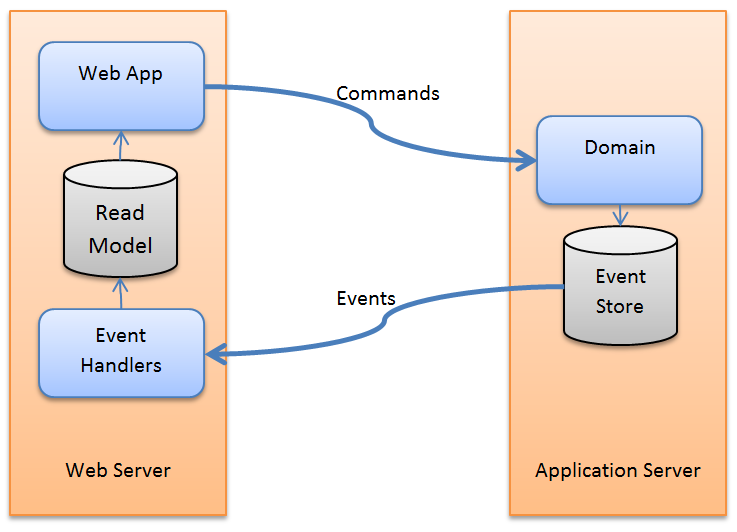 Web App
Commands
Domain
Read
Model
Event
Store
Events
Event
Handlers
Web Server
Application Server